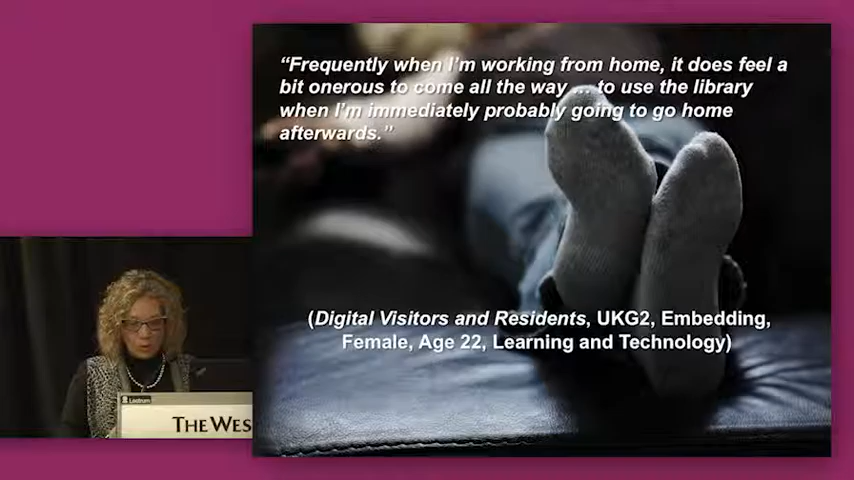 “Frequently when I’m working from home, it does feel a
bit onerous to come all the way … to use the library
when I’m immediately probably going to go home
afterwards.”
(Digital Visitors and Residents, UKG2, Embedding,
Female, Age 22, Learning and Technology)
Lectrum
THE WES